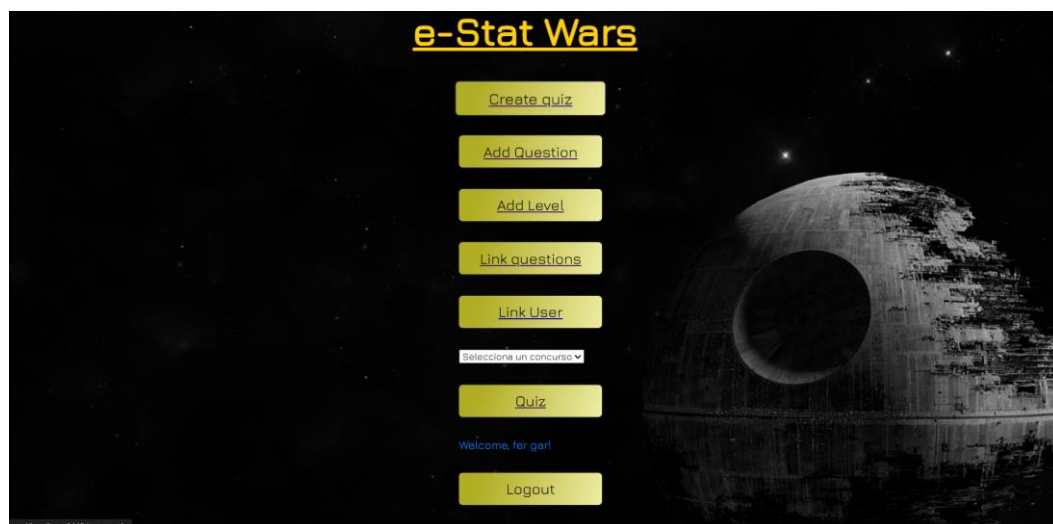 e-Stat Wars
Create quiz
Add Question
Add Level
Link questions
Link User
Selecciona un concurso
Quiz
Welcome, fer gar!
Logout